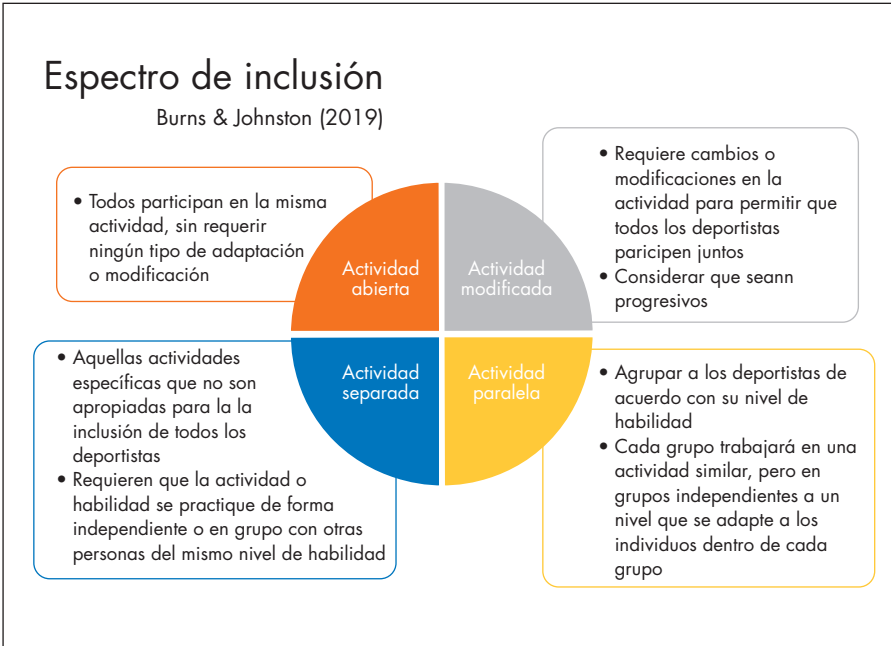 Espectro de inclusión
Burns & Johnston (2019)
• Todos participan en la misma
actividad, sin requerir
ningún tipo de adaptación
o modificación
Actividad
abierta
Actividad
modificada
• Requiere cambios o
modificaciones en la
actividad para permitir que
todos los deportistas
paricipen juntos
• Considerar que seann
progresivos
• Aquellas actividades
específicas que no son
apropiadas para la la
inclusión de todos los
deportistas
• Requieren que la actividad o
habilidad se practique de forma
independiente o en grupo con otras
personas del mismo nivel de habilidad
Actividad
separada
Actividad
paralela
• Agrupar a los deportistas de
acuerdo con su nivel de
habilidad
• Cada grupo trabajará en una
actividad similar, pero en
grupos independientes a un
nivel que se adapte a los
individuos dentro de cada
grupo